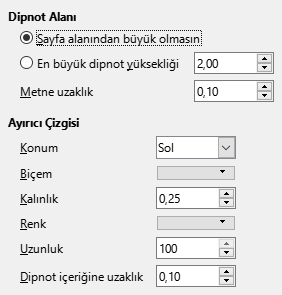 Dipnot Alanı
Sayfa alanından büyük olmasın
En büyük dipnot yüksekliği 2,00
Metne uzaklık 0,10
Ayırıcı Çizgisi
Konum Sol
Biçem
Kalınlık 0,25
Renk
Uzunluk 100
Dipnot içeriğine uzaklık 0,10